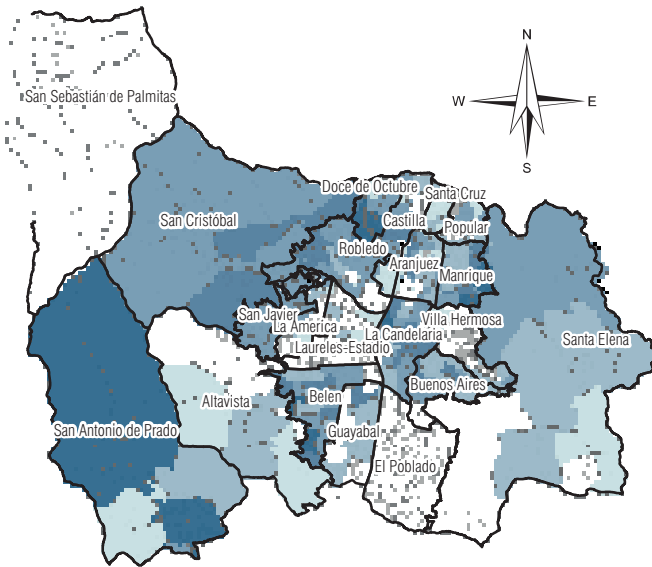 N
W E
S
San Sebastián de Palmitas
Doce de Octubre
Santa Cruz
San Cristóbal
Castilla
Popular
Robledo
Aranjuez
Manrique
San Javier
La America
Villa Hermosa
La Candelaria
Laureles-Estadio
Santa Elena
Buenos Aires
Altavista
Belen
San Antonio de Prado
Guayabal
El Poblado